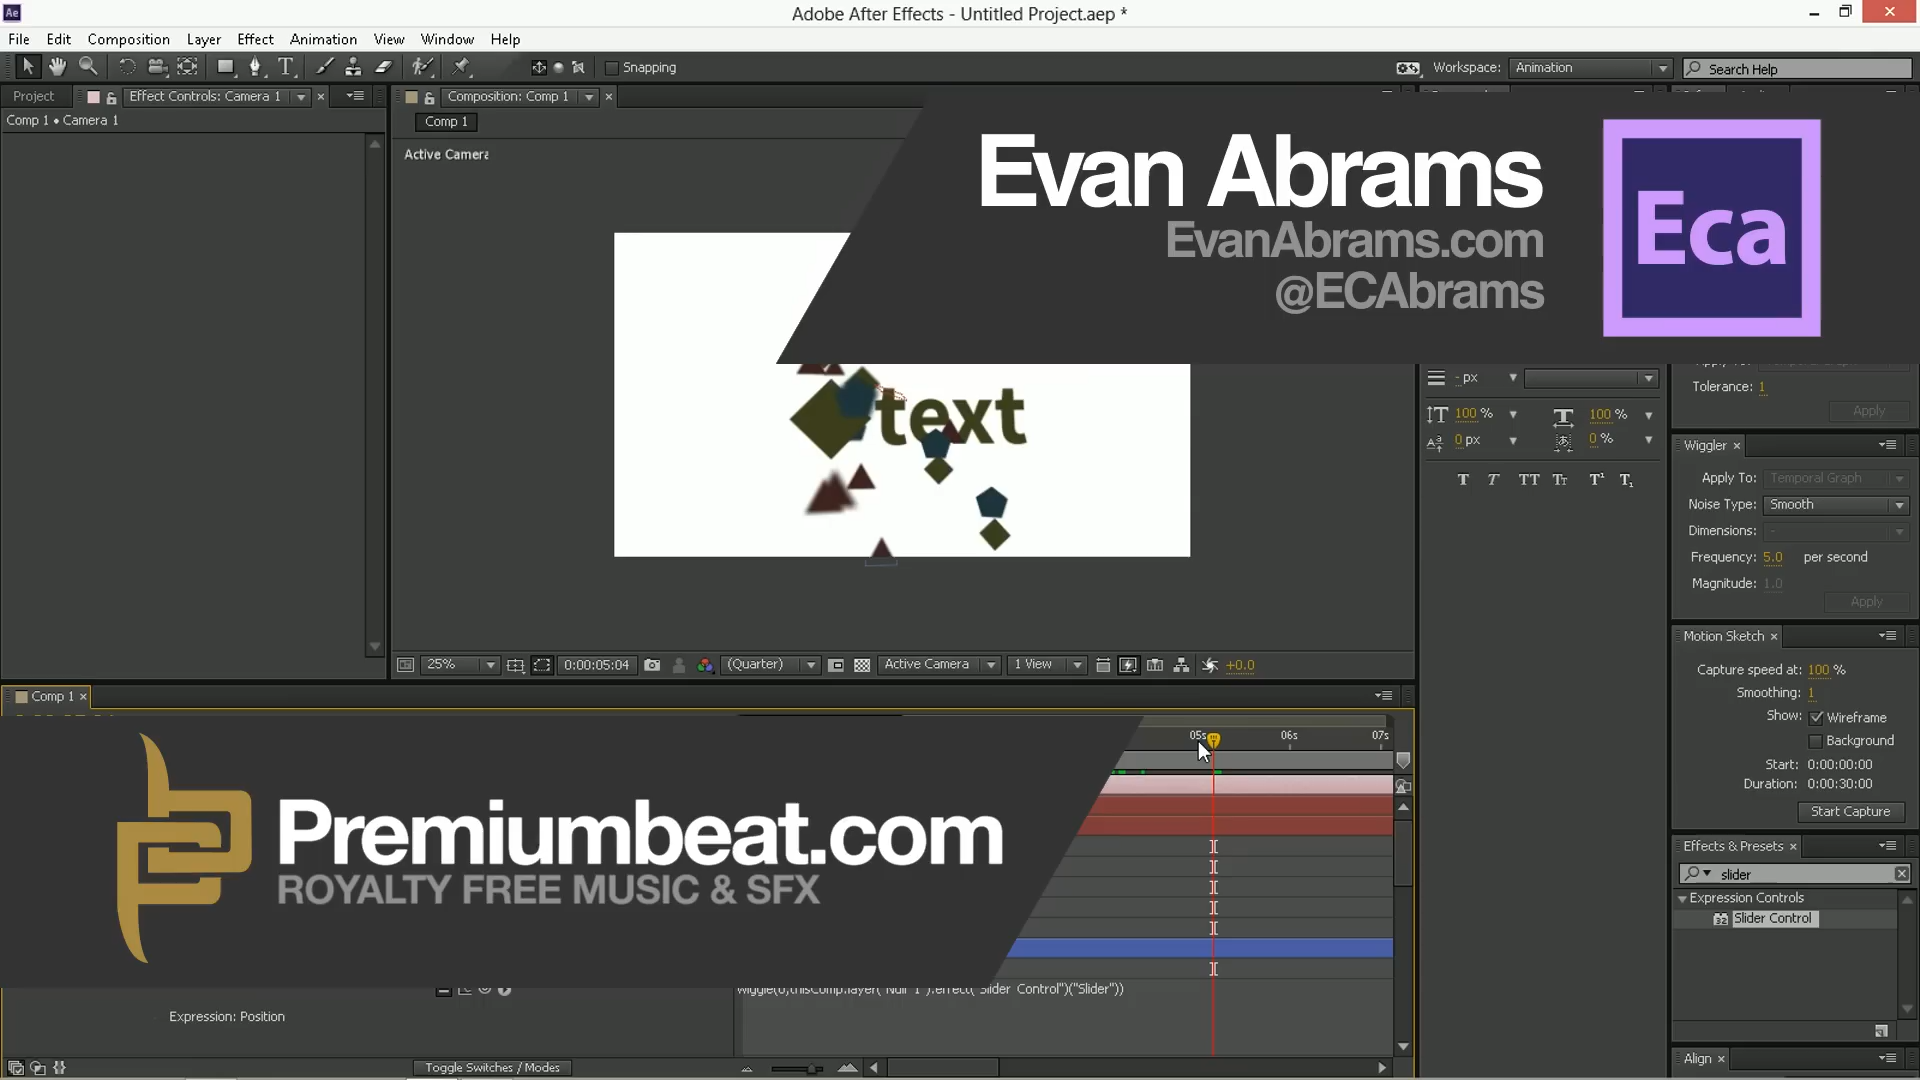 Ae
Adobe After Effects - Untitled Project.aep *
File Edit Composition Layer Effect Animation View Window Help
Snapping
Workspace: Animation
Search Help
Project
Effect Controls: Camera 1
Composition: Comp 1
Comp 1 • Camera 1
Comp 1
Active Camera
Evan Abrams
EvanAbrams.com
@ECAbrams
Eca
text
- px
100 % 100 %
0 px 0 %
T T TT Tт T¹ T₁
Tolerance: 1
Apply
Wiggler
Apply To: Temporal Graph
Noise Type: Smooth
Dimensions: -
Frequency: 5.0 per second
Magnitude: 1.0
Apply
Motion Sketch
Capture speed at: 100 %
Smoothing: 1
Show: Wireframe
Background
Start: 0:00:00:00
Duration: 0:00:30:00
Start Capture
25% 0:00:05:04 (Quarter) Active Camera 1 View +0.0
Comp 1
05s 06s 07s
Premiumbeat.com
ROYALTY FREE MUSIC & SFX
Effects & Presets
slider
Expression Controls
32 Slider Control
Expression: Position
Toggle Switches / Modes
Align